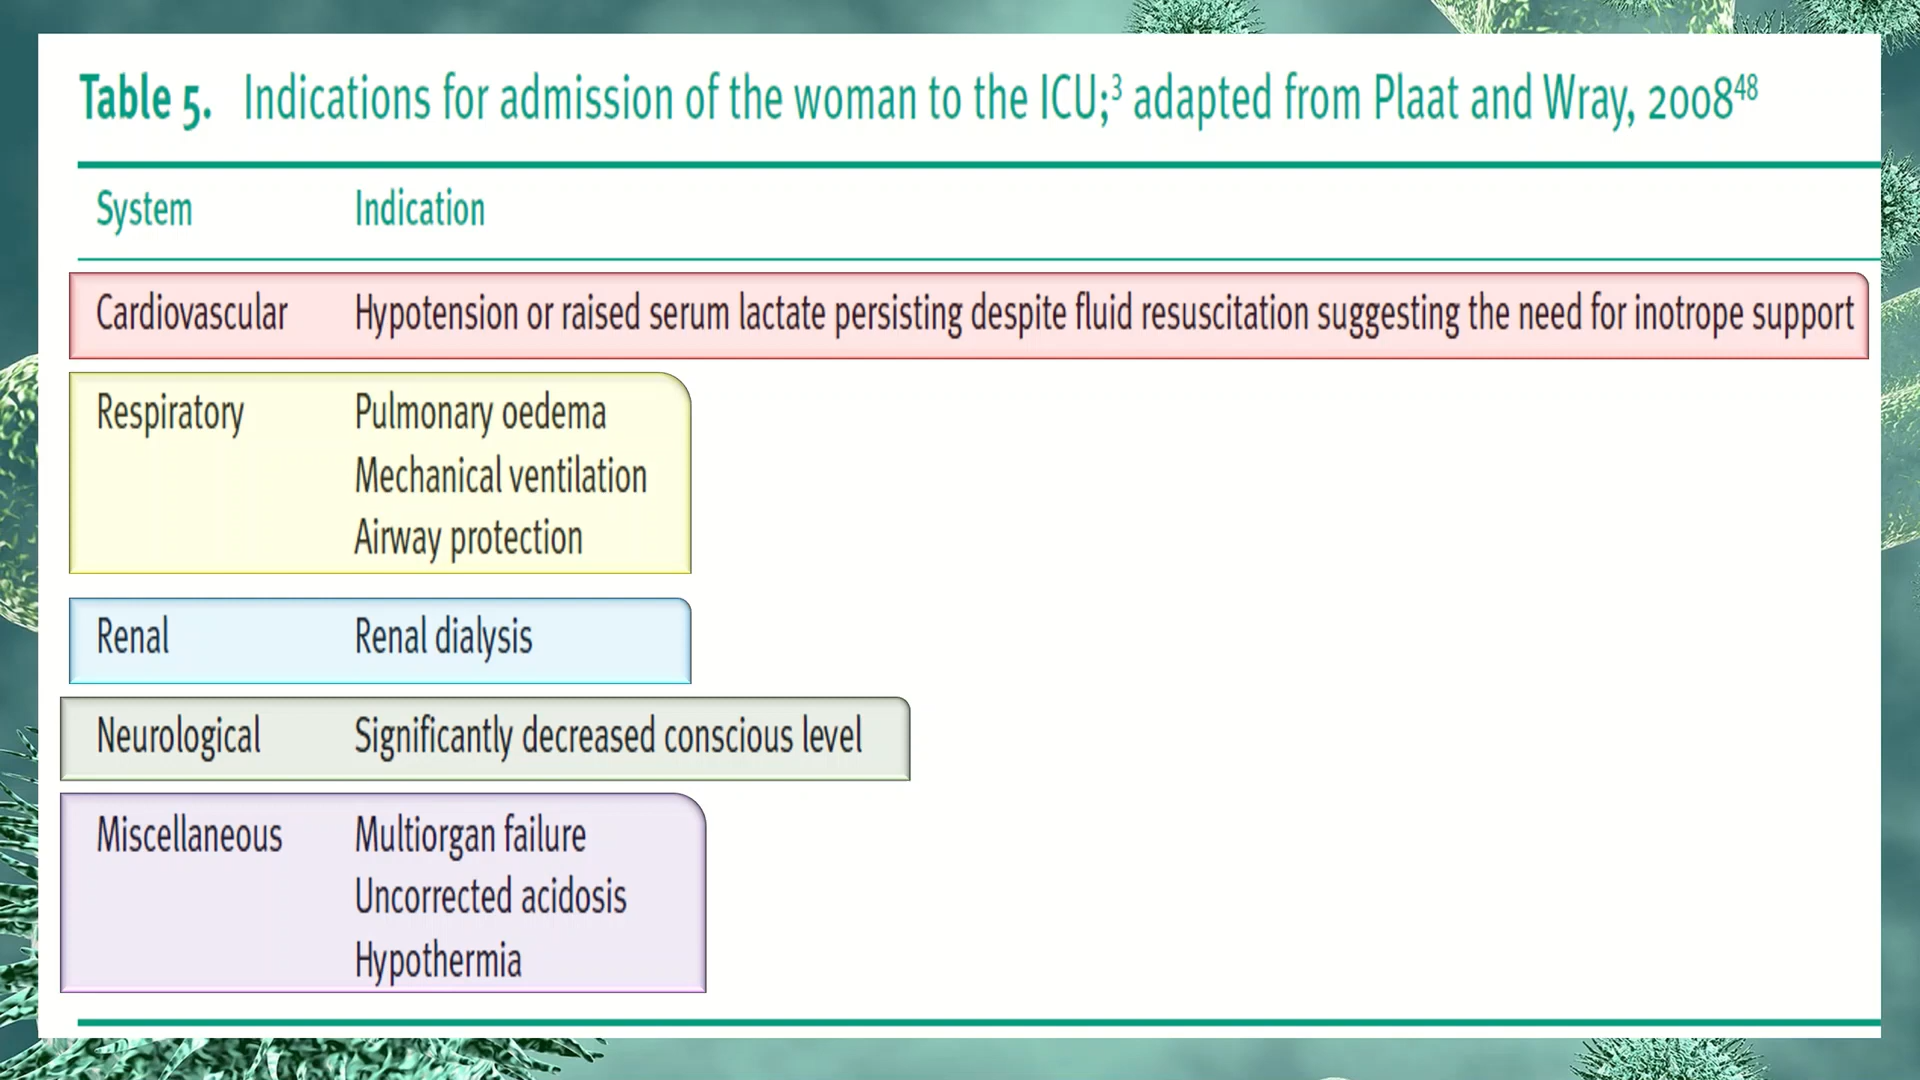 Table 5. Indications for admission of the woman to the ICU;³ adapted from Plaat and Wray, 2008⁴⁸
System Indication
Cardiovascular Hypotension or raised serum lactate persisting despite fluid resuscitation suggesting the need for inotrope support
Respiratory Pulmonary oedema
Mechanical ventilation
Airway protection
Renal Renal dialysis
Neurological Significantly decreased conscious level
Miscellaneous Multiorgan failure
Uncorrected acidosis
Hypothermia